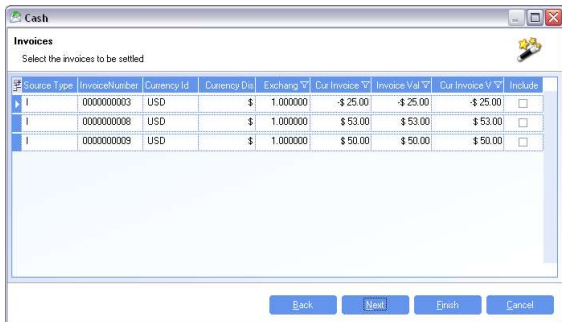 Cash
Invoices
Select the invoices to be settled
Source Type InvoiceNumber Currency Id Currency Dis Exchang Cur Invoice Invoice Val Cur Invoice V Include
I 0000000003 USD $ 1.000000 -$ 25.00 -$ 25.00 -$ 25.00
I 0000000008 USD $ 1.000000 $ 53.00 $ 53.00 $ 53.00
I 0000000009 USD $ 1.000000 $ 50.00 $ 50.00 $ 50.00
Back Next Finish Cancel